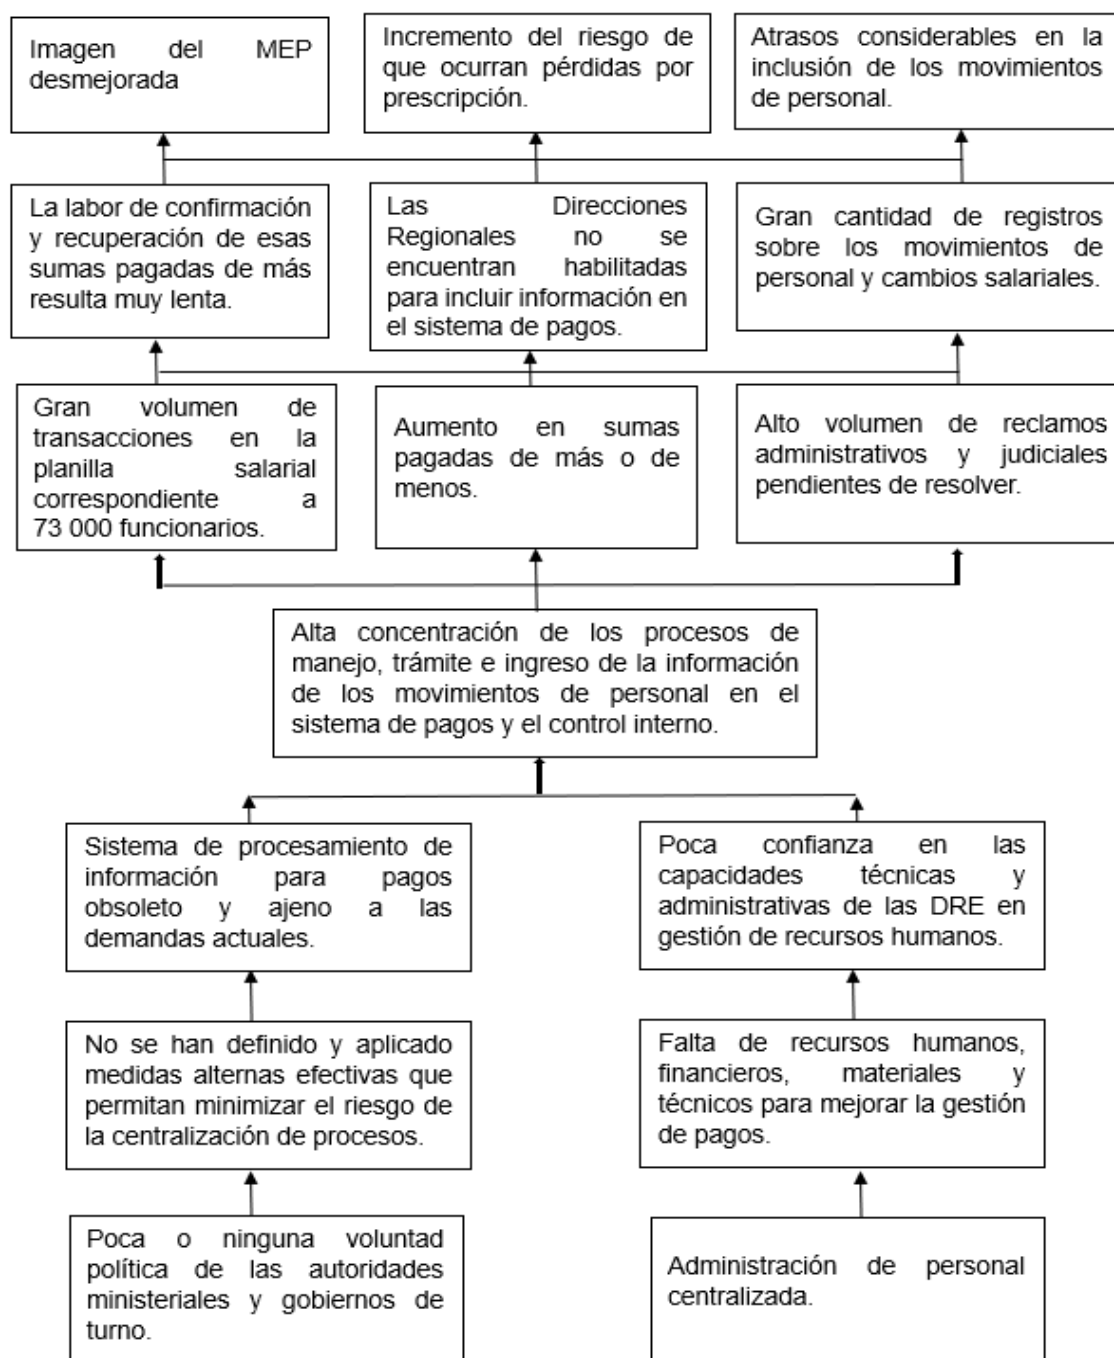 Imagen del MEP
desmejorada
Incremento del riesgo de
que ocurran pérdidas por
prescripción.
Atrasos considerables en la
inclusión de los movimientos
de personal.
La labor de confirmación
y recuperación de esas
sumas pagadas de más
resulta muy lenta.
Las Direcciones
Regionales no se
encuentran habilitadas
para incluir información en
el sistema de pagos.
Gran cantidad de registros
sobre los movimientos de
personal y cambios salariales.
Gran volumen de
transacciones en la
planilla salarial
correspondiente a
73 000 funcionarios.
Aumento en sumas
pagadas de más o de
menos.
Alto volumen de reclamos
administrativos y judiciales
pendientes de resolver.
Alta concentración de los procesos de
manejo, trámite e ingreso de la información
de los movimientos de personal en el
sistema de pagos y el control interno.
Sistema de procesamiento de
información para pagos
obsoleto y ajeno a las
demandas actuales.
Poca confianza en las
capacidades técnicas y
administrativas de las DRE en
gestión de recursos humanos.
No se han definido y aplicado
medidas alternas efectivas que
permitan minimizar el riesgo de
la centralización de procesos.
Falta de recursos humanos,
financieros, materiales y
técnicos para mejorar la gestión
de pagos.
Poca o ninguna voluntad
política de las autoridades
ministeriales y gobiernos de
turno.
Administración de personal
centralizada.